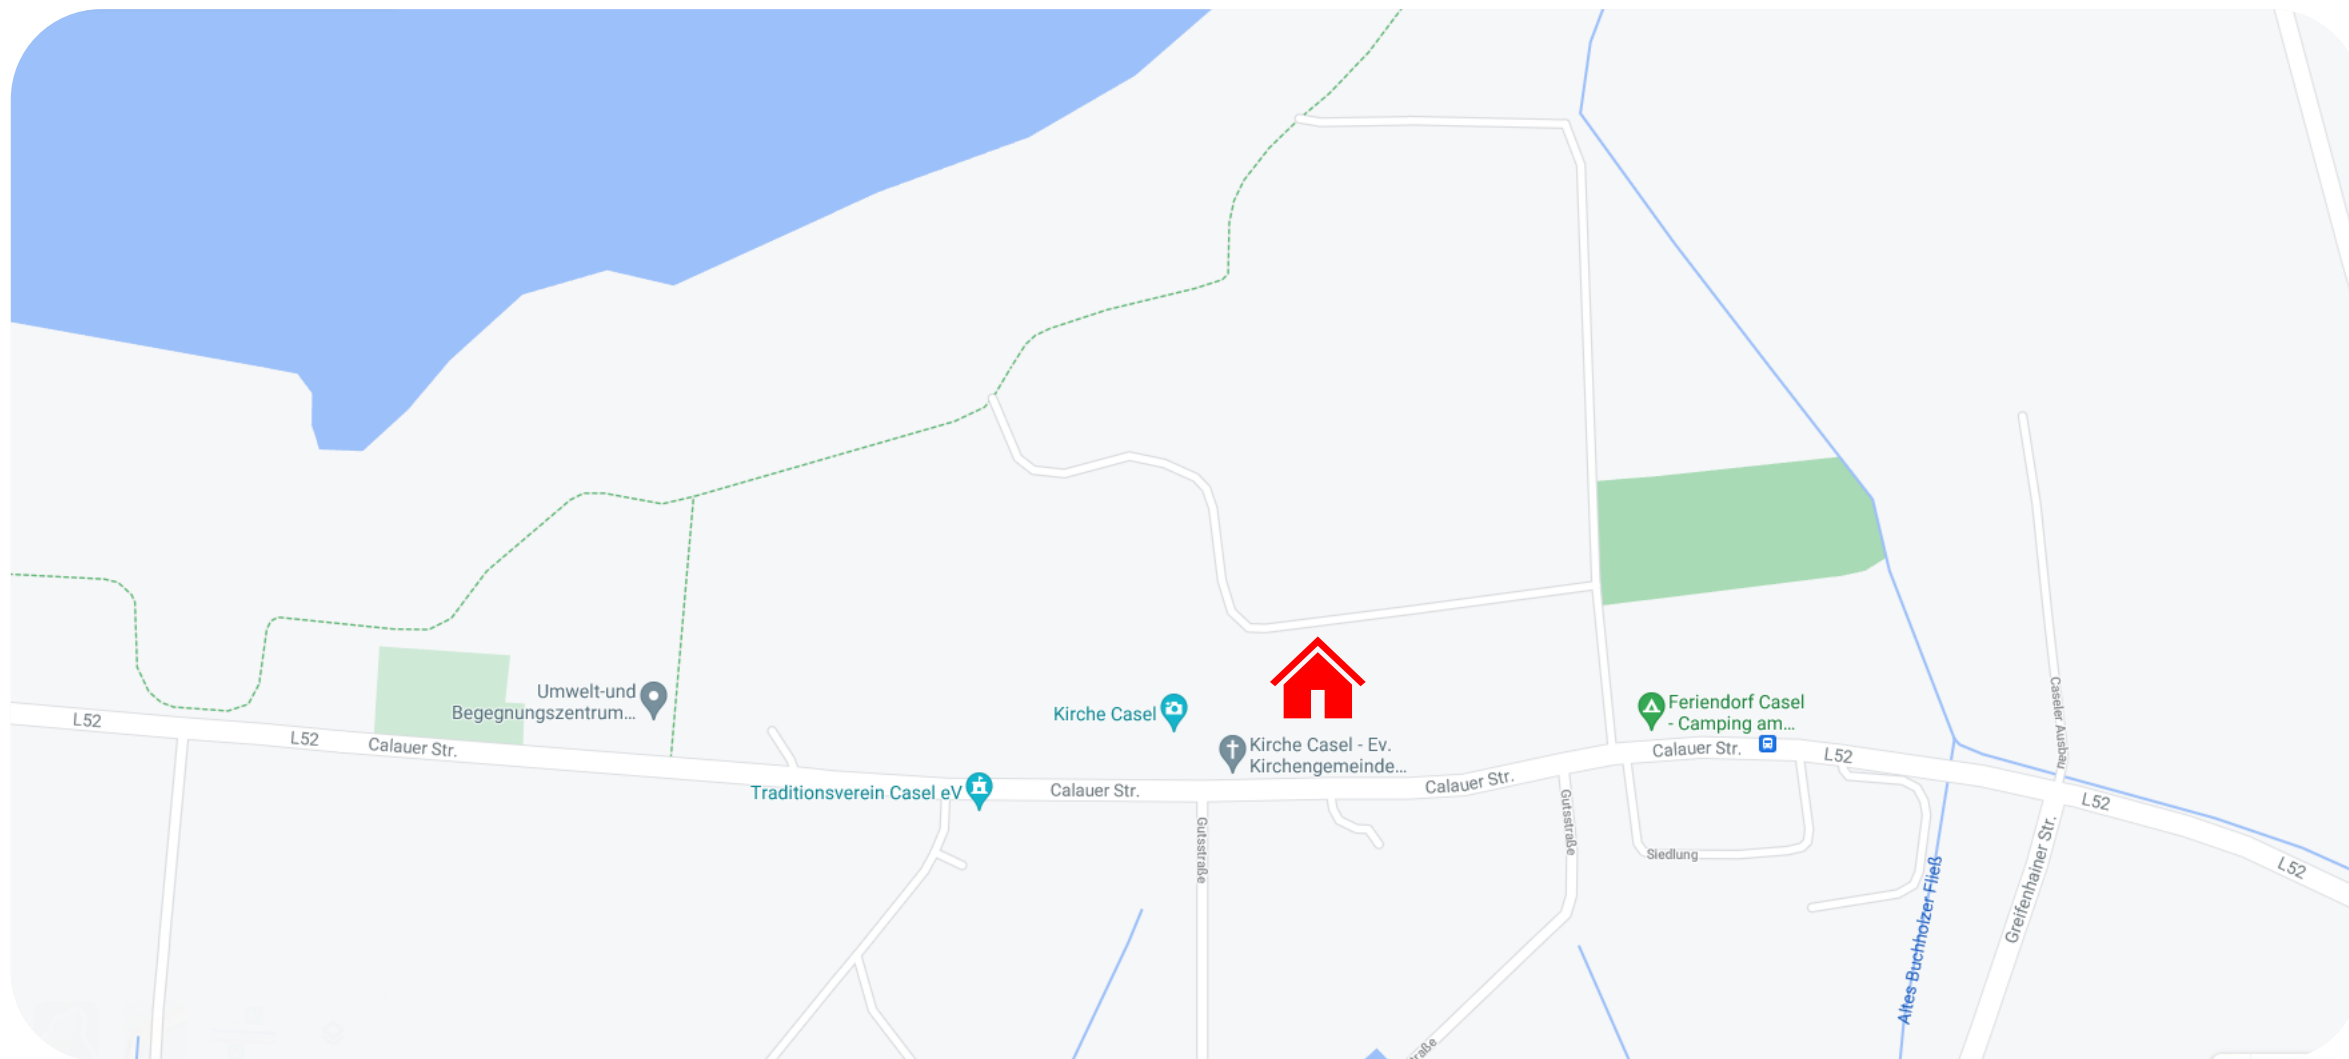 Umwelt-und
Begegnungszentrum...
Kirche Casel
Feriendorf Casel
- Camping am...
Caseler Ausbau
L52
L52
Calauer Str.
Kirche Casel - Ev.
Kirchengemeinde...
Calauer Str.
L52
Traditionsverein Casel eV
Calauer Str.
Calauer Str.
L52
Gutsstraße
Gutsstraße
Siedlung
Greifenhainer Str.
L52
Altes Buchholzer Fließ
raße